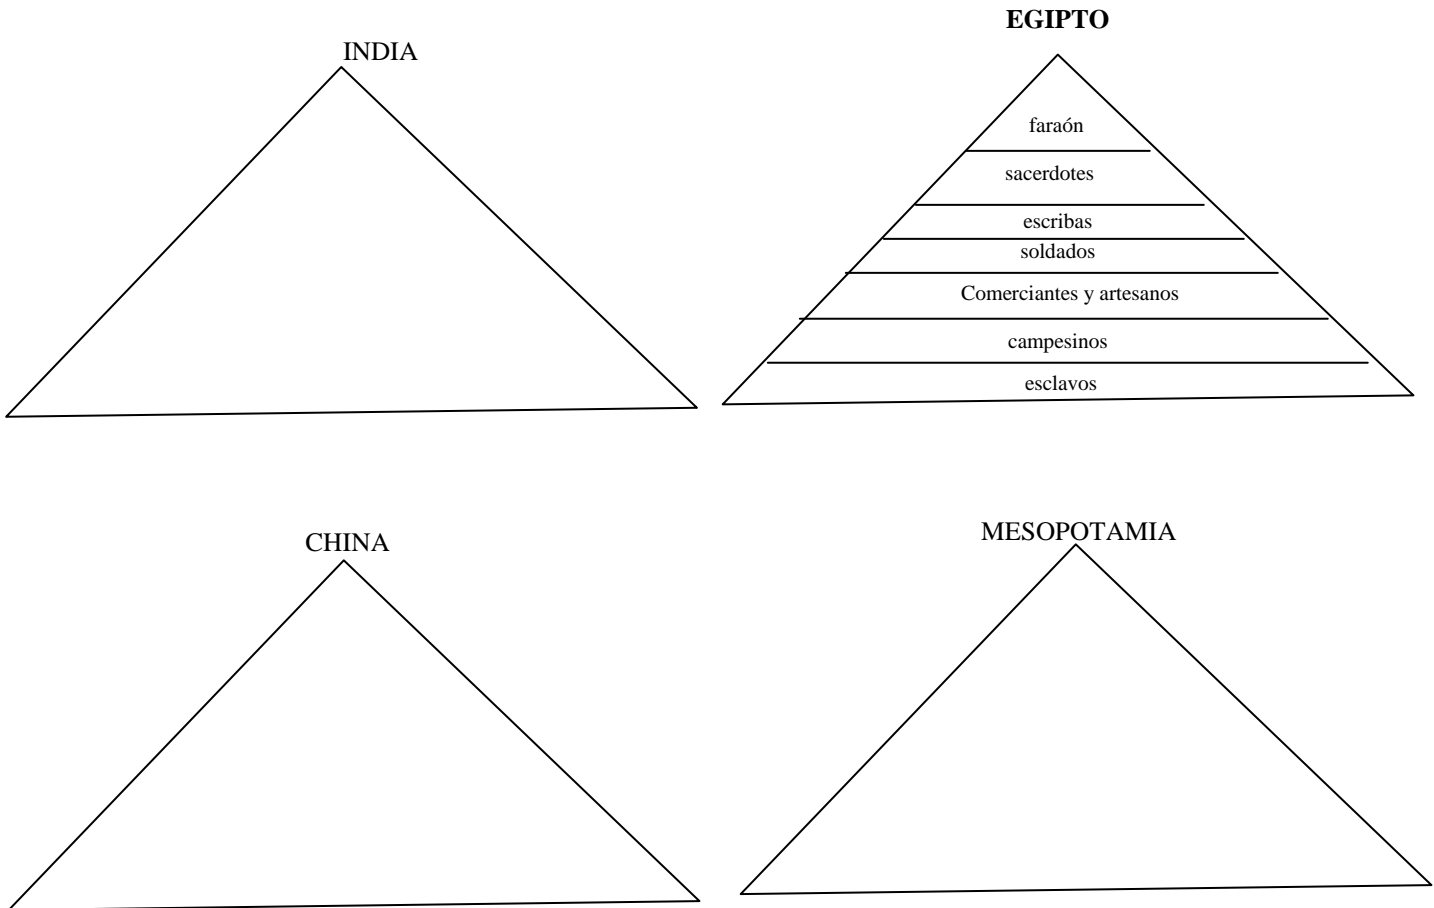 INDIA
EGIPTO
faraón
sacerdotes
escribas
soldados
Comerciantes y artesanos
campesinos
esclavos
CHINA
MESOPOTAMIA